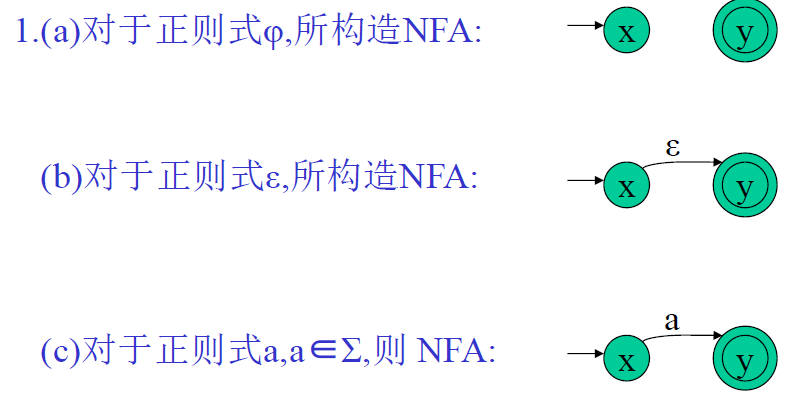 1.(a)对于正则式φ,所构造NFA: x y
ε
(b)对于正则式ε,所构造NFA: x y
a
(c)对于正则式a,a∈Σ,则 NFA: x y